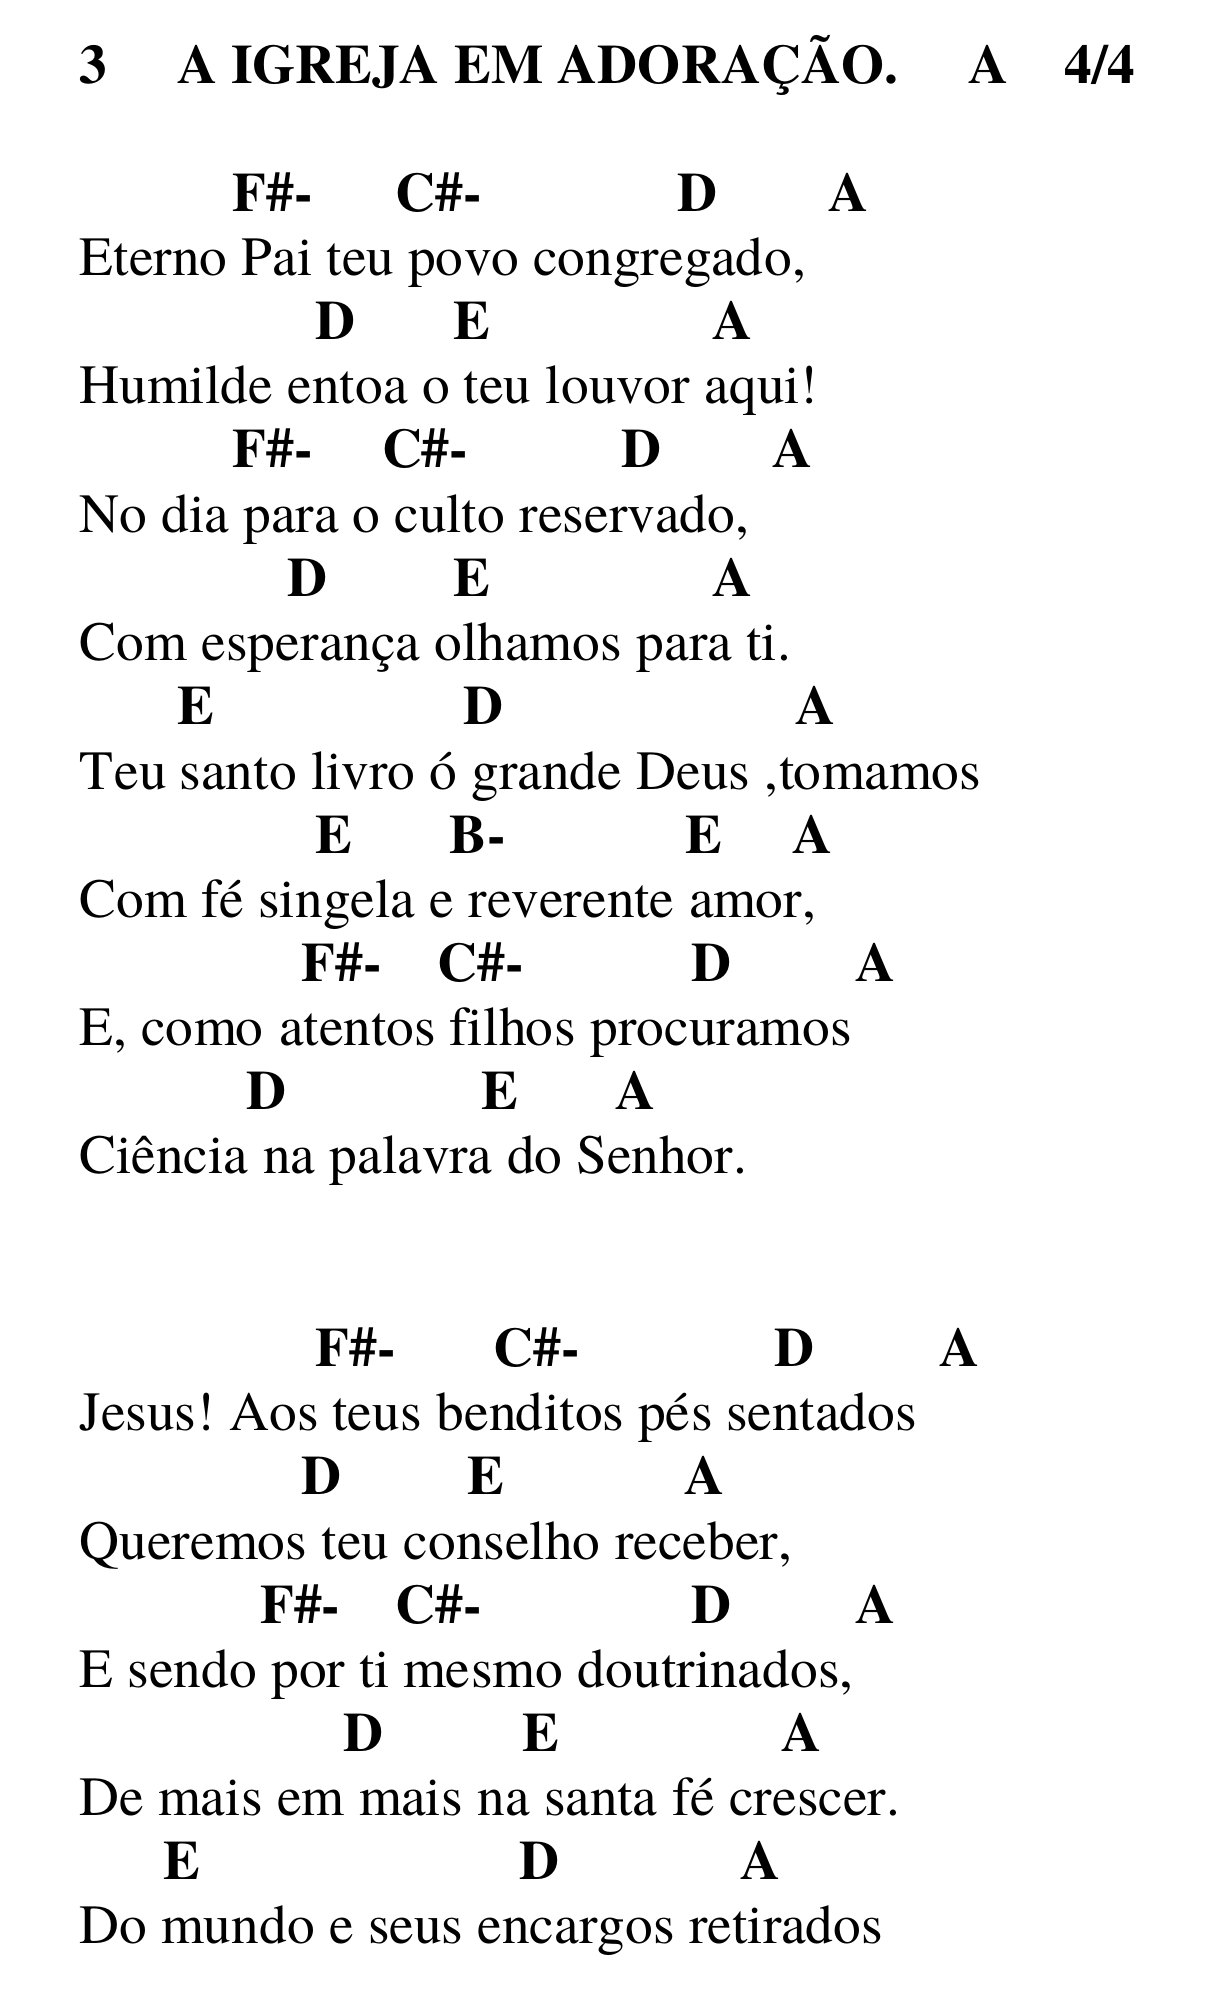 3 A IGREJA EM ADORAÇÃO. A 4/4
F#- C#- D A
Eterno Pai teu povo congregado,
D E A
Humilde entoa o teu louvor aqui!
F#- C#- D A
No dia para o culto reservado,
D E A
Com esperança olhamos para ti.
E D A
Teu santo livro ó grande Deus ,tomamos
E B- E A
Com fé singela e reverente amor,
F#- C#- D A
E, como atentos filhos procuramos
D E A
Ciência na palavra do Senhor.
F#- C#- D A
Jesus! Aos teus benditos pés sentados
D E A
Queremos teu conselho receber,
F#- C#- D A
E sendo por ti mesmo doutrinados,
D E A
De mais em mais na santa fé crescer.
E D A
Do mundo e seus encargos retirados